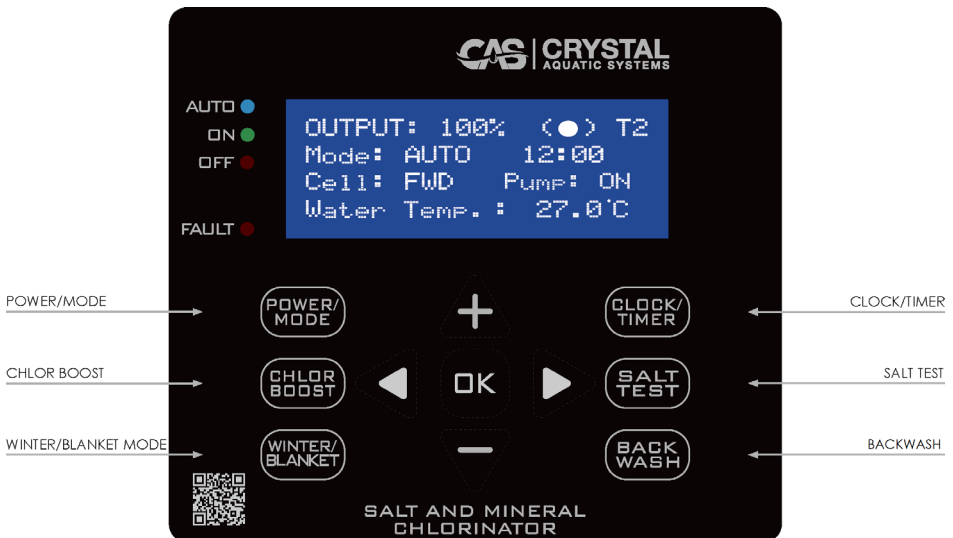 CAS | CRYSTAL
AQUATIC SYSTEMS
AUTO
ON
OFF
FAULT
OUTPUT: 100% (●) T2
Mode: AUTO 12:00
Cell: FWD Pump: ON
Water Temp.: 27.0°C
POWER/MODE
POWER/
MODE
CLOCK/
TIMER
CLOCK/TIMER
CHLOR BOOST
CHLOR
BOOST
OK
SALT
TEST
SALT TEST
WINTER/BLANKET MODE
WINTER/
BLANKET
BACK
WASH
BACKWASH
SALT AND MINERAL
CHLORINATOR